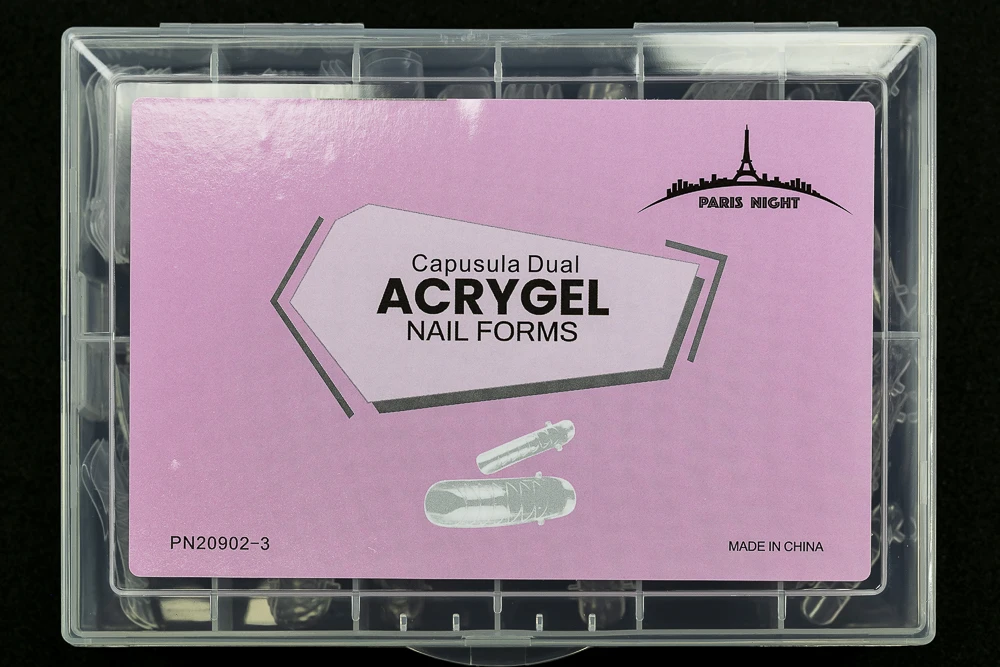 PARIS NIGHT
Capusula Dual
ACRYGEL
NAIL FORMS
PN20902-3
MADE IN CHINA